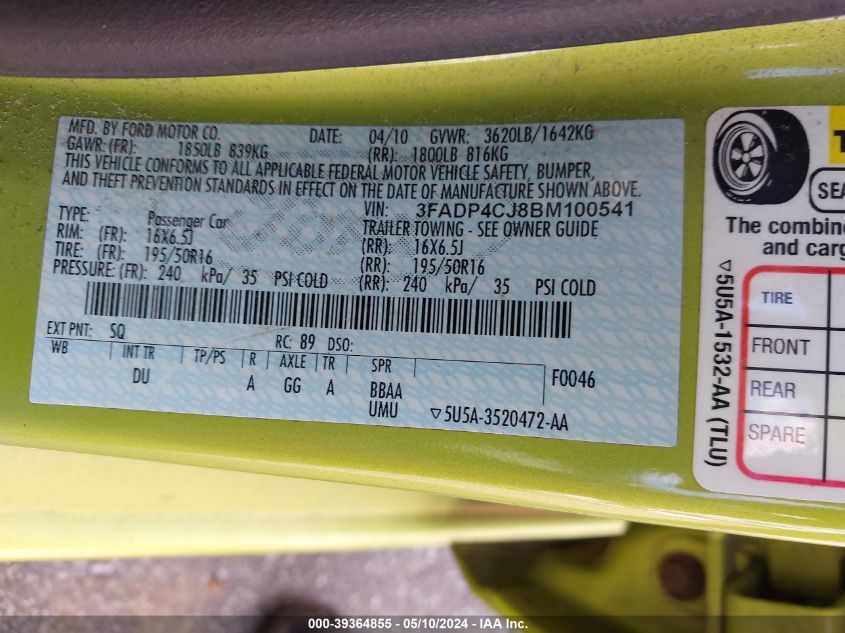 MFD. BY FORD MOTOR CO. DATE: 04/10 GVWR: 3620LB/1642KG
GAWR: (FR): 1850LB 839KG (RR): 1800LB 816KG
THIS VEHICLE CONFORMS TO ALL APPLICABLE FEDERAL MOTOR VEHICLE SAFETY, BUMPER,
AND THEFT PREVENTION STANDARDS IN EFFECT ON THE DATE OF MANUFACTURE SHOWN ABOVE.
VIN: 3FADP4CJ8BM100541
TYPE: Passenger Car TRAILER TOWING - SEE OWNER GUIDE
RIM: (FR): 16X6.5J (RR): 16X6.5J
TIRE: (FR): 195/50R16 (RR): 195/50R16
PRESSURE: (FR): 240 kPa/ 35 PSI COLD (RR): 240 kPa/ 35 PSI COLD
EXT PNT: SQ RC: 89 DSO:
WB INT TR TP/PS R AXLE TR SPR F0046
DU A GG A BBAA
UMU ▽5U5A-3520472-AA
SEA
The combine
and carg
TIRE
FRONT
REAR
SPARE
▽5U5A-1532-AA (TLU)
000-39364855 - 05/10/2024 - IAA Inc.